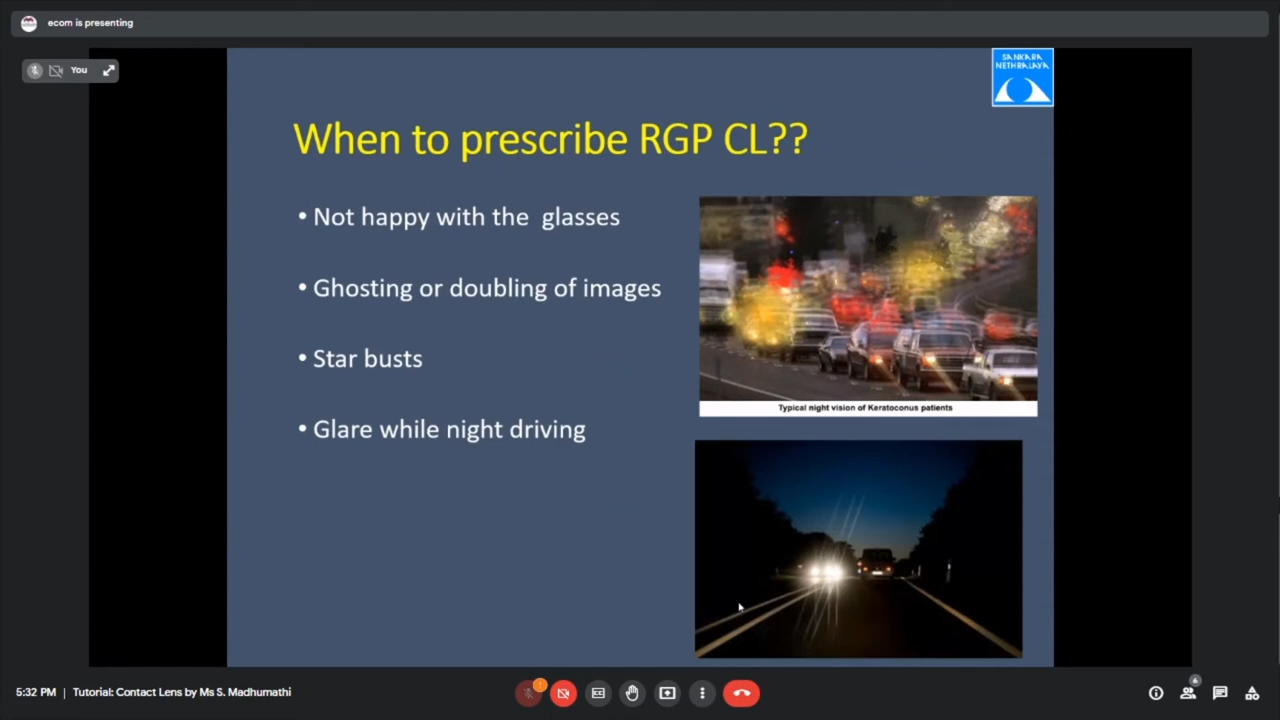 ecom is presenting
You
SANKARA
NETHRALAYA
When to prescribe RGP CL??
• Not happy with the glasses
• Ghosting or doubling of images
• Star busts
• Glare while night driving
Typical night vision of Keratoconus patients
5:32 PM | Tutorial: Contact Lens by Ms S. Madhumathi
6